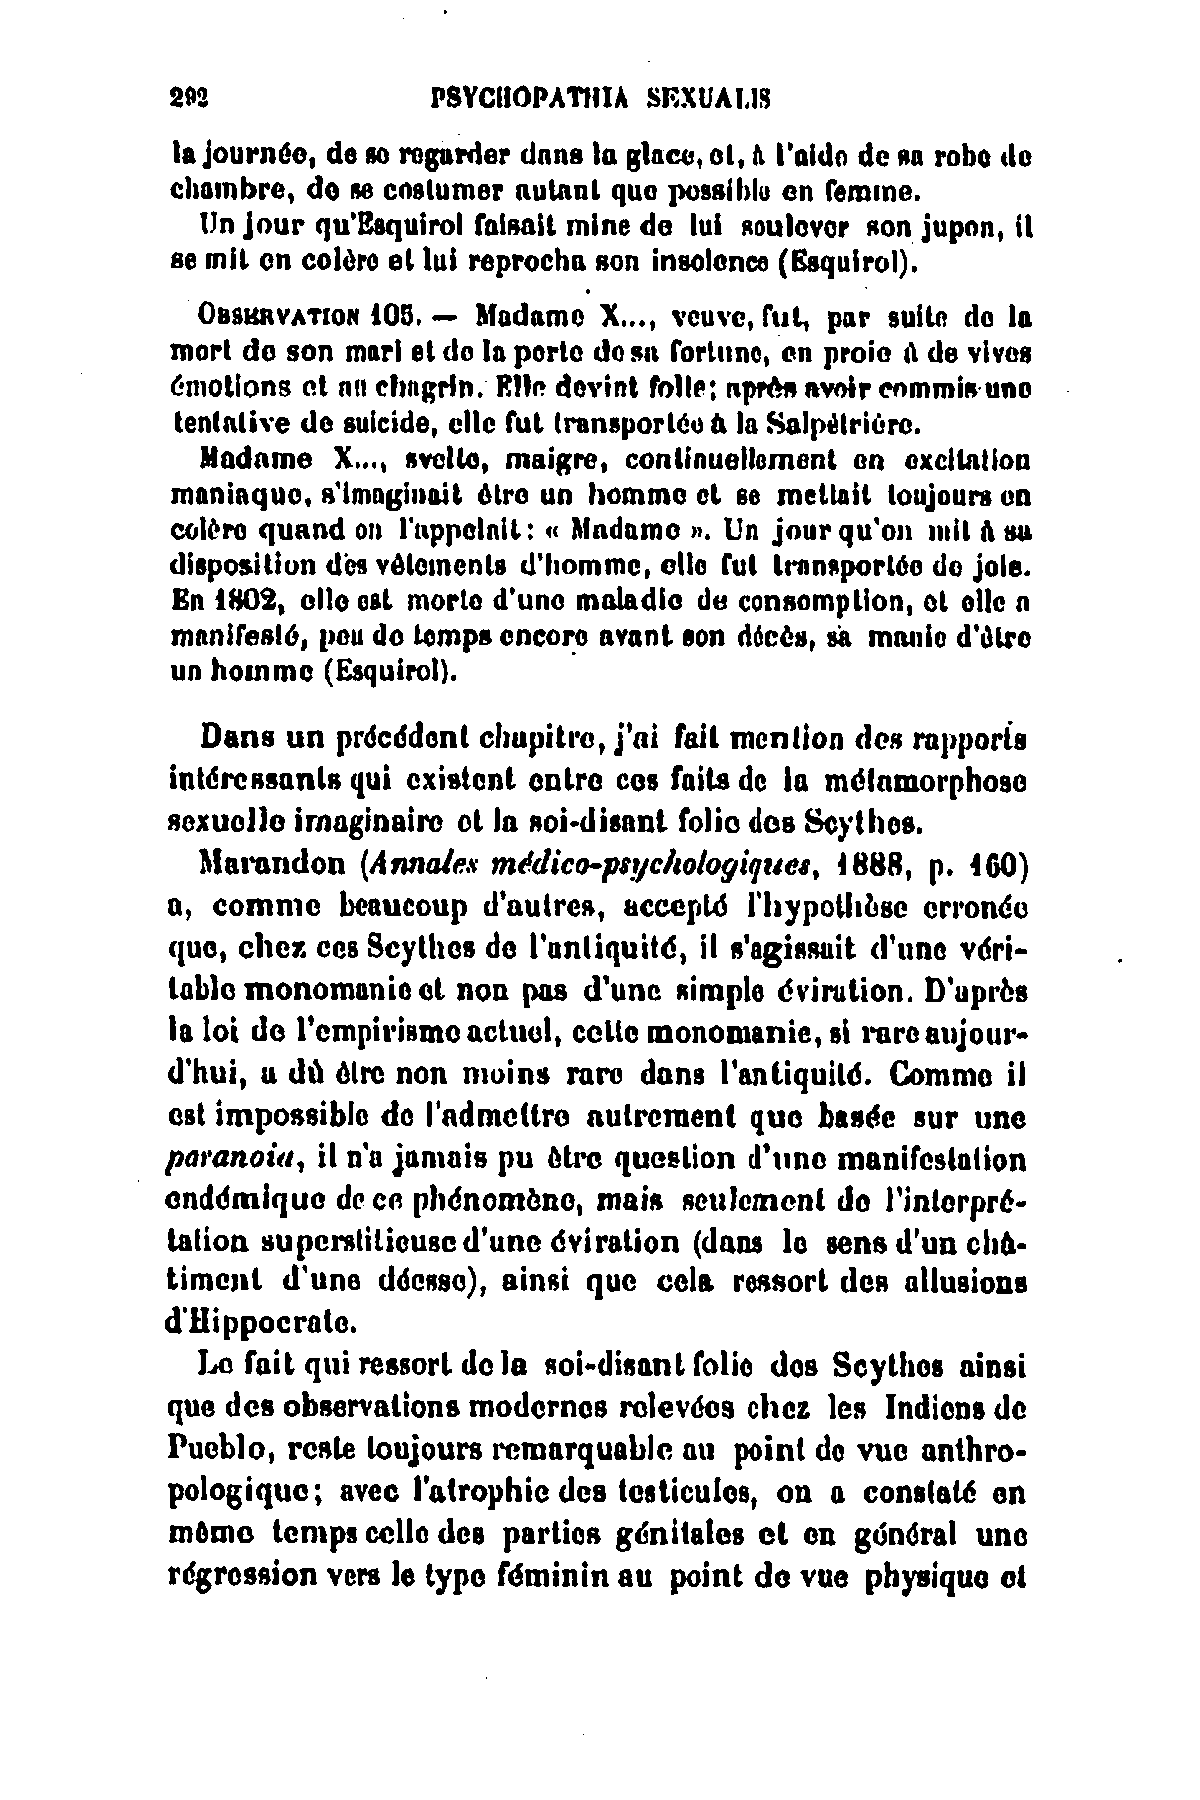 292 PSYCHOPATHIA SEXUALIS
la journée, de se regarder dans la glace, et, à l'aide de sa robe de
chambre, de se costumer autant que possible en femme.
Un jour qu'Esquirol faisait mine de lui soulever son jupon, il
se mit en colère et lui reprocha son insolence (Esquirol).
OBSERVATION 105. — Madame X..., veuve, fut, par suite de la
mort de son mari et de la perte de sa fortune, en proie à de vives
émotions et au chagrin. Elle devint folle; après avoir commis une
tentative de suicide, elle fut transportée à la Salpêtrière.
Madame X..., svelte, maigre, continuellement en excitation
maniaque, s'imaginait être un homme et se mettait toujours en
colère quand on l'appelait: « Madame ». Un jour qu'on mit à sa
disposition des vêtements d'homme, elle fut transportée de joie.
En 1802, elle est morte d'une maladie de consomption, et elle a
manifesté, peu de temps encore avant son décès, sa manie d'être
un homme (Esquirol).
Dans un précédent chapitre, j'ai fait mention des rapports
intéressants qui existent entre ces faits de la métamorphose
sexuelle imaginaire et la soi-disant folie des Scythes.
Marandon (Annales médico-psychologiques, 1888, p. 160)
a, comme beaucoup d'autres, accepté l'hypothèse erronée
que, chez ces Scythes de l'antiquité, il s'agissait d'une véri-
table monomanie et non pas d'une simple éviration. D'après
la loi de l'empirisme actuel, cette monomanie, si rare aujour-
d'hui, a dû être non moins rare dans l'antiquité. Comme il
est impossible de l'admettre autrement que basée sur une
paranoia, il n'a jamais pu être question d'une manifestation
endémique de ce phénomène, mais seulement de l'interpré-
tation superstitieuse d'une éviration (dans le sens d'un châ-
timent d'une déesse), ainsi que cela ressort des allusions
d'Hippocrate.
Le fait qui ressort de la soi-disant folie des Scythes ainsi
que des observations modernes relevées chez les Indiens de
Pueblo, reste toujours remarquable au point de vue anthro-
pologique; avec l'atrophie des testicules, on a constaté en
même temps celle des parties génitales et en général une
régression vers le type féminin au point de vue physique et